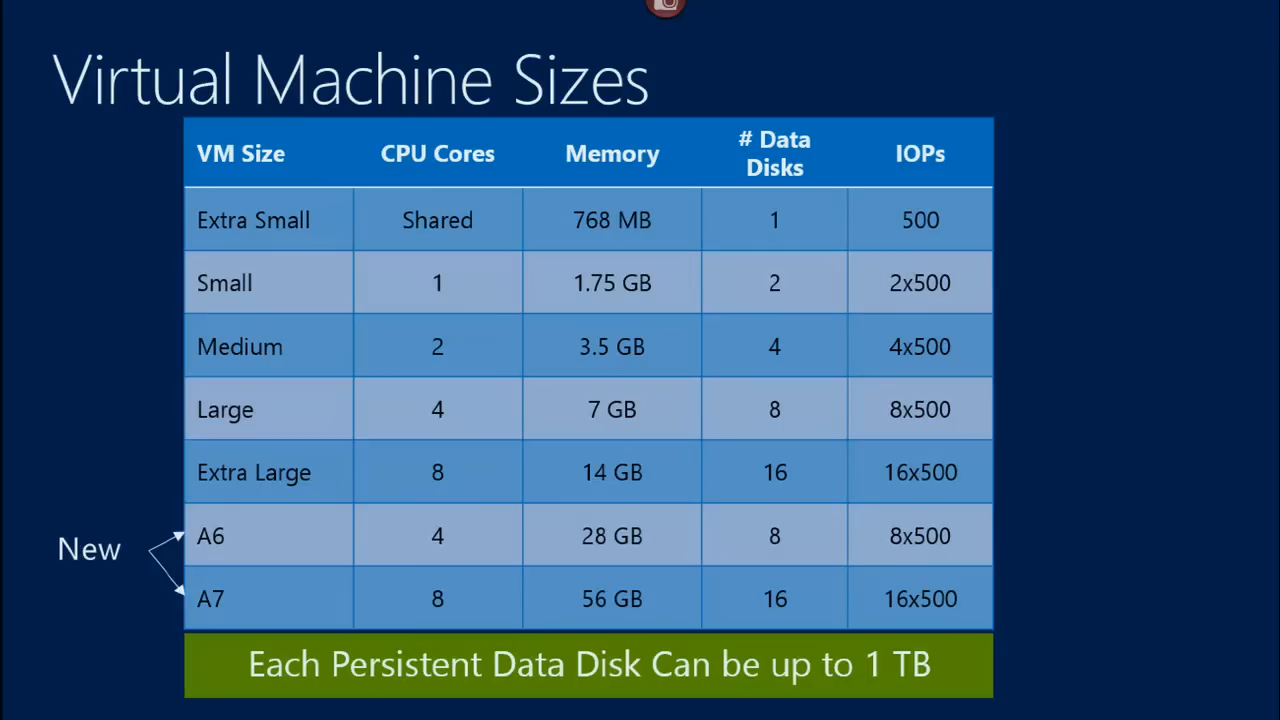 Virtual Machine Sizes
VM Size CPU Cores Memory # Data Disks IOPs
Extra Small Shared 768 MB 1 500
Small 1 1.75 GB 2 2x500
Medium 2 3.5 GB 4 4x500
Large 4 7 GB 8 8x500
Extra Large 8 14 GB 16 16x500
New
A6 4 28 GB 8 8x500
A7 8 56 GB 16 16x500
Each Persistent Data Disk Can be up to 1 TB